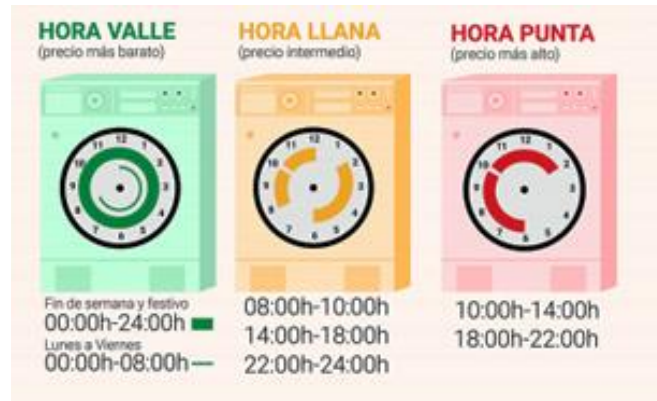 HORA VALLE
(precio más barato)
Fin de semana y festivo
00:00h-24:00h
Lunes a Viernes
00:00h-08:00h
HORA LLANA
(precio intermedio)
08:00h-10:00h
14:00h-18:00h
22:00h-24:00h
HORA PUNTA
(precio más alto)
10:00h-14:00h
18:00h-22:00h